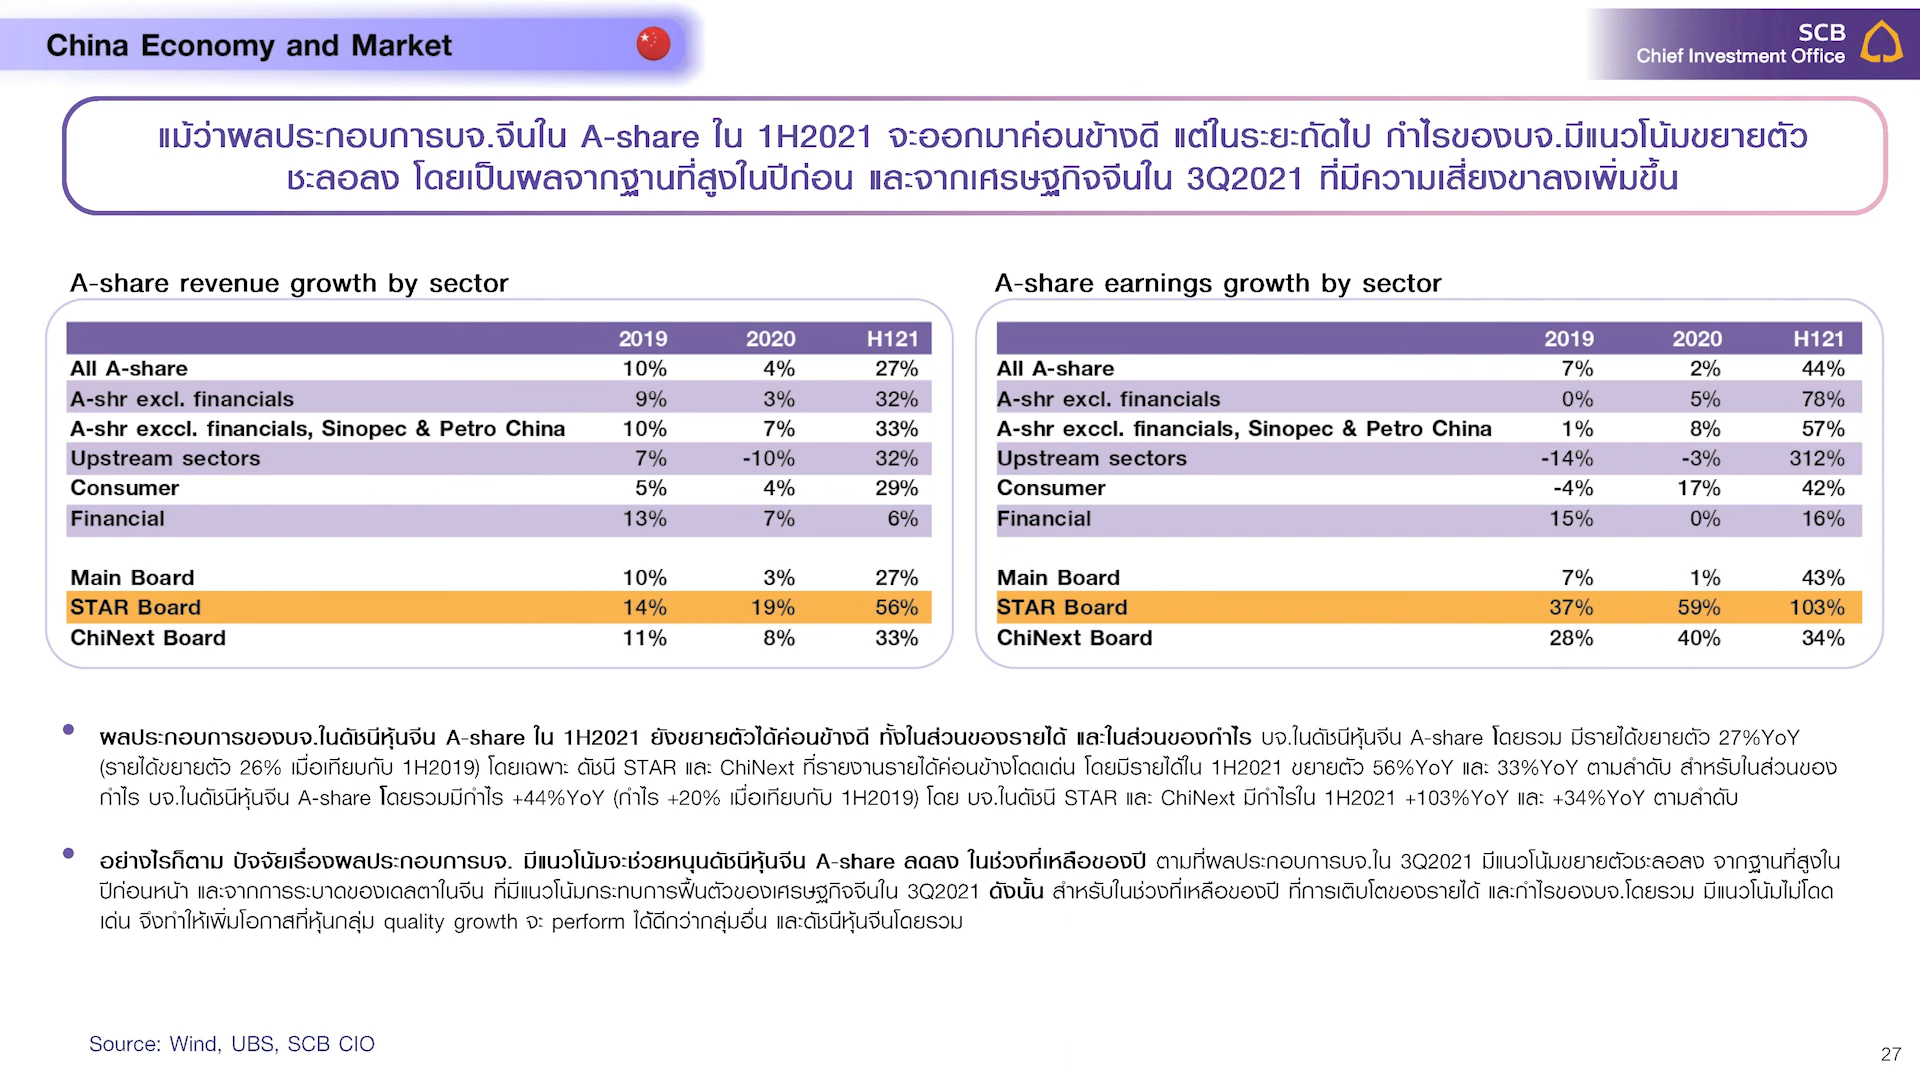 China Economy and Market
SCB
Chief Investment Office
แม้ว่าผลประกอบการบจ.จีนใน A-share ใน 1H2021 จะออกมาค่อนข้างดี แต่ในระยะถัดไป กำไรของบจ.มีแนวโน้มขยายตัว
ชะลอลง โดยเป็นผลจากฐานที่สูงในปีก่อน และจากเศรษฐกิจจีนใน 3Q2021 ที่มีความเสี่ยงขาลงเพิ่มขึ้น
A-share revenue growth by sector
2019 2020 H121
All A-share 10% 4% 27%
A-shr excl. financials 9% 3% 32%
A-shr exccl. financials, Sinopec & Petro China 10% 7% 33%
Upstream sectors 7% -10% 32%
Consumer 5% 4% 29%
Financial 13% 7% 6%
Main Board 10% 3% 27%
STAR Board 14% 19% 56%
ChiNext Board 11% 8% 33%
A-share earnings growth by sector
2019 2020 H121
All A-share 7% 2% 44%
A-shr excl. financials 0% 5% 78%
A-shr exccl. financials, Sinopec & Petro China 1% 8% 57%
Upstream sectors -14% -3% 312%
Consumer -4% 17% 42%
Financial 15% 0% 16%
Main Board 7% 1% 43%
STAR Board 37% 59% 103%
ChiNext Board 28% 40% 34%
• ผลประกอบการของบจ.ในดัชนีหุ้นจีน A-share ใน 1H2021 ยังขยายตัวได้ค่อนข้างดี ทั้งในส่วนของรายได้ และในส่วนของกำไร บจ.ในดัชนีหุ้นจีน A-share โดยรวม มีรายได้ขยายตัว 27%YoY
(รายได้ขยายตัว 26% เมื่อเทียบกับ 1H2019) โดยเฉพาะ ดัชนี STAR และ ChiNext ที่รายงานรายได้ค่อนข้างโดดเด่น โดยมีรายได้ใน 1H2021 ขยายตัว 56%YoY และ 33%YoY ตามลำดับ สำหรับในส่วนของ
กำไร บจ.ในดัชนีหุ้นจีน A-share โดยรวมมีกำไร +44%YoY (กำไร +20% เมื่อเทียบกับ 1H2019) โดย บจ.ในดัชนี STAR และ ChiNext มีกำไรใน 1H2021 +103%YoY และ +34%YoY ตามลำดับ
• อย่างไรก็ตาม ปัจจัยเรื่องผลประกอบการบจ. มีแนวโน้มจะช่วยหนุนดัชนีหุ้นจีน A-share ลดลง ในช่วงที่เหลือของปี ตามที่ผลประกอบการบจ.ใน 3Q2021 มีแนวโน้มขยายตัวชะลอลง จากฐานที่สูงใน
ปีก่อนหน้า และจากการระบาดของเดลตาในจีน ที่มีแนวโน้มกระทบการฟื้นตัวของเศรษฐกิจจีนใน 3Q2021 ดังนั้น สำหรับในช่วงที่เหลือของปี ที่การเติบโตของรายได้ และกำไรของบจ.โดยรวม มีแนวโน้มไม่โดด
เด่น จึงทำให้เพิ่มโอกาสที่หุ้นกลุ่ม quality growth จะ perform ได้ดีกว่ากลุ่มอื่น และดัชนีหุ้นจีนโดยรวม
Source: Wind, UBS, SCB CIO
27